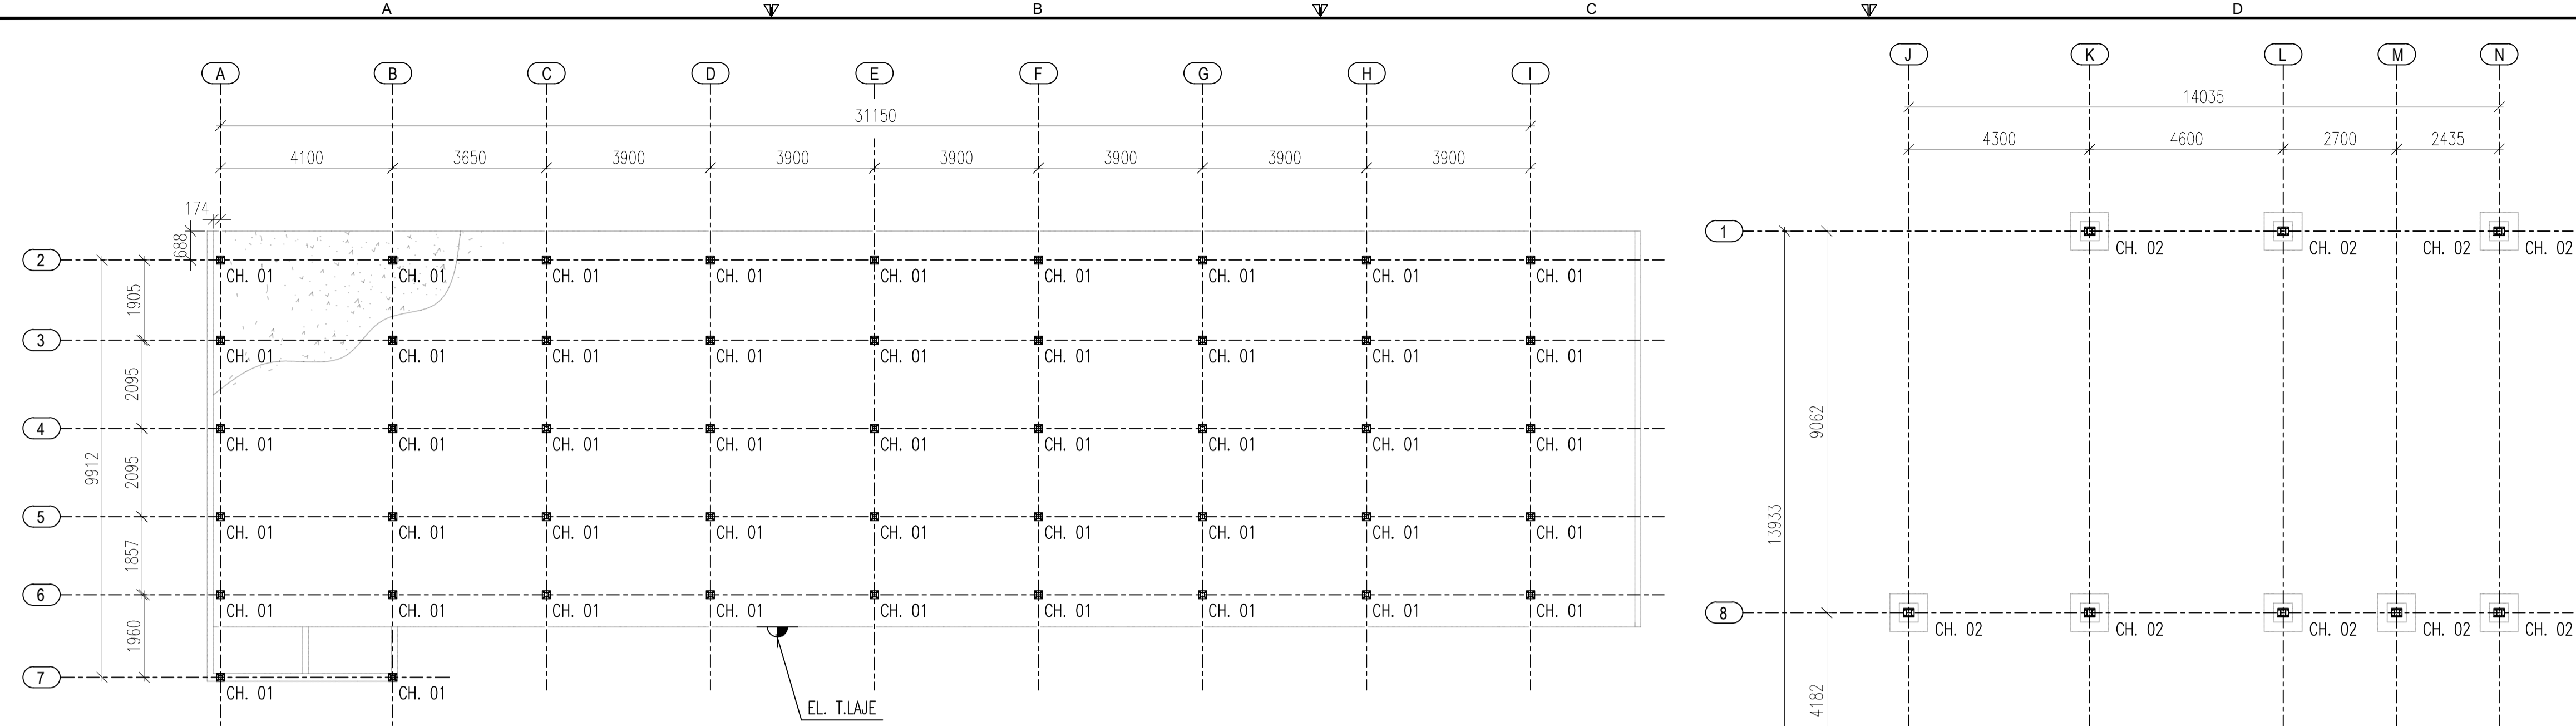 A B C D
A B C D E F G H I
J K L M N
31150
14035
4100 3650 3900 3900 3900 3900 3900 3900
4300 4600 2700 2435
174
688
1
CH. 02 CH. 02 CH. 02 CH. 02
2
CH. 01 CH. 01 CH. 01 CH. 01 CH. 01 CH. 01 CH. 01 CH. 01 CH. 01
1905
3
CH. 01 CH. 01 CH. 01 CH. 01 CH. 01 CH. 01 CH. 01 CH. 01 CH. 01
2095
4
CH. 01 CH. 01 CH. 01 CH. 01 CH. 01 CH. 01 CH. 01 CH. 01 CH. 01
9912
2095
9062
13933
5
CH. 01 CH. 01 CH. 01 CH. 01 CH. 01 CH. 01 CH. 01 CH. 01 CH. 01
1857
6
CH. 01 CH. 01 CH. 01 CH. 01 CH. 01 CH. 01 CH. 01 CH. 01 CH. 01
8
CH. 02 CH. 02 CH. 02 CH. 02 CH. 02
1960
7
CH. 01 CH. 01
4182
EL. T.LAJE